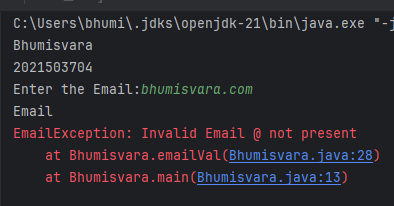 C:\Users\bhumi\.jdks\openjdk-21\bin\java.exe "-j
Bhumisvara
2021503704
Enter the Email:bhumisvara.com
Email
EmailException: Invalid Email @ not present
at Bhumisvara.emailVal(Bhumisvara.java:28)
at Bhumisvara.main(Bhumisvara.java:13)